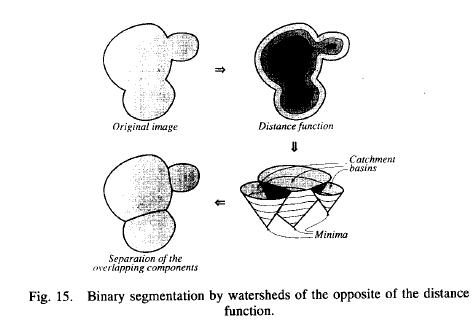 Original image
Distance function
Catchment
basins
Minima
Separation of the
overlapping components
Fig. 15. Binary segmentation by watersheds of the opposite of the distance
function.